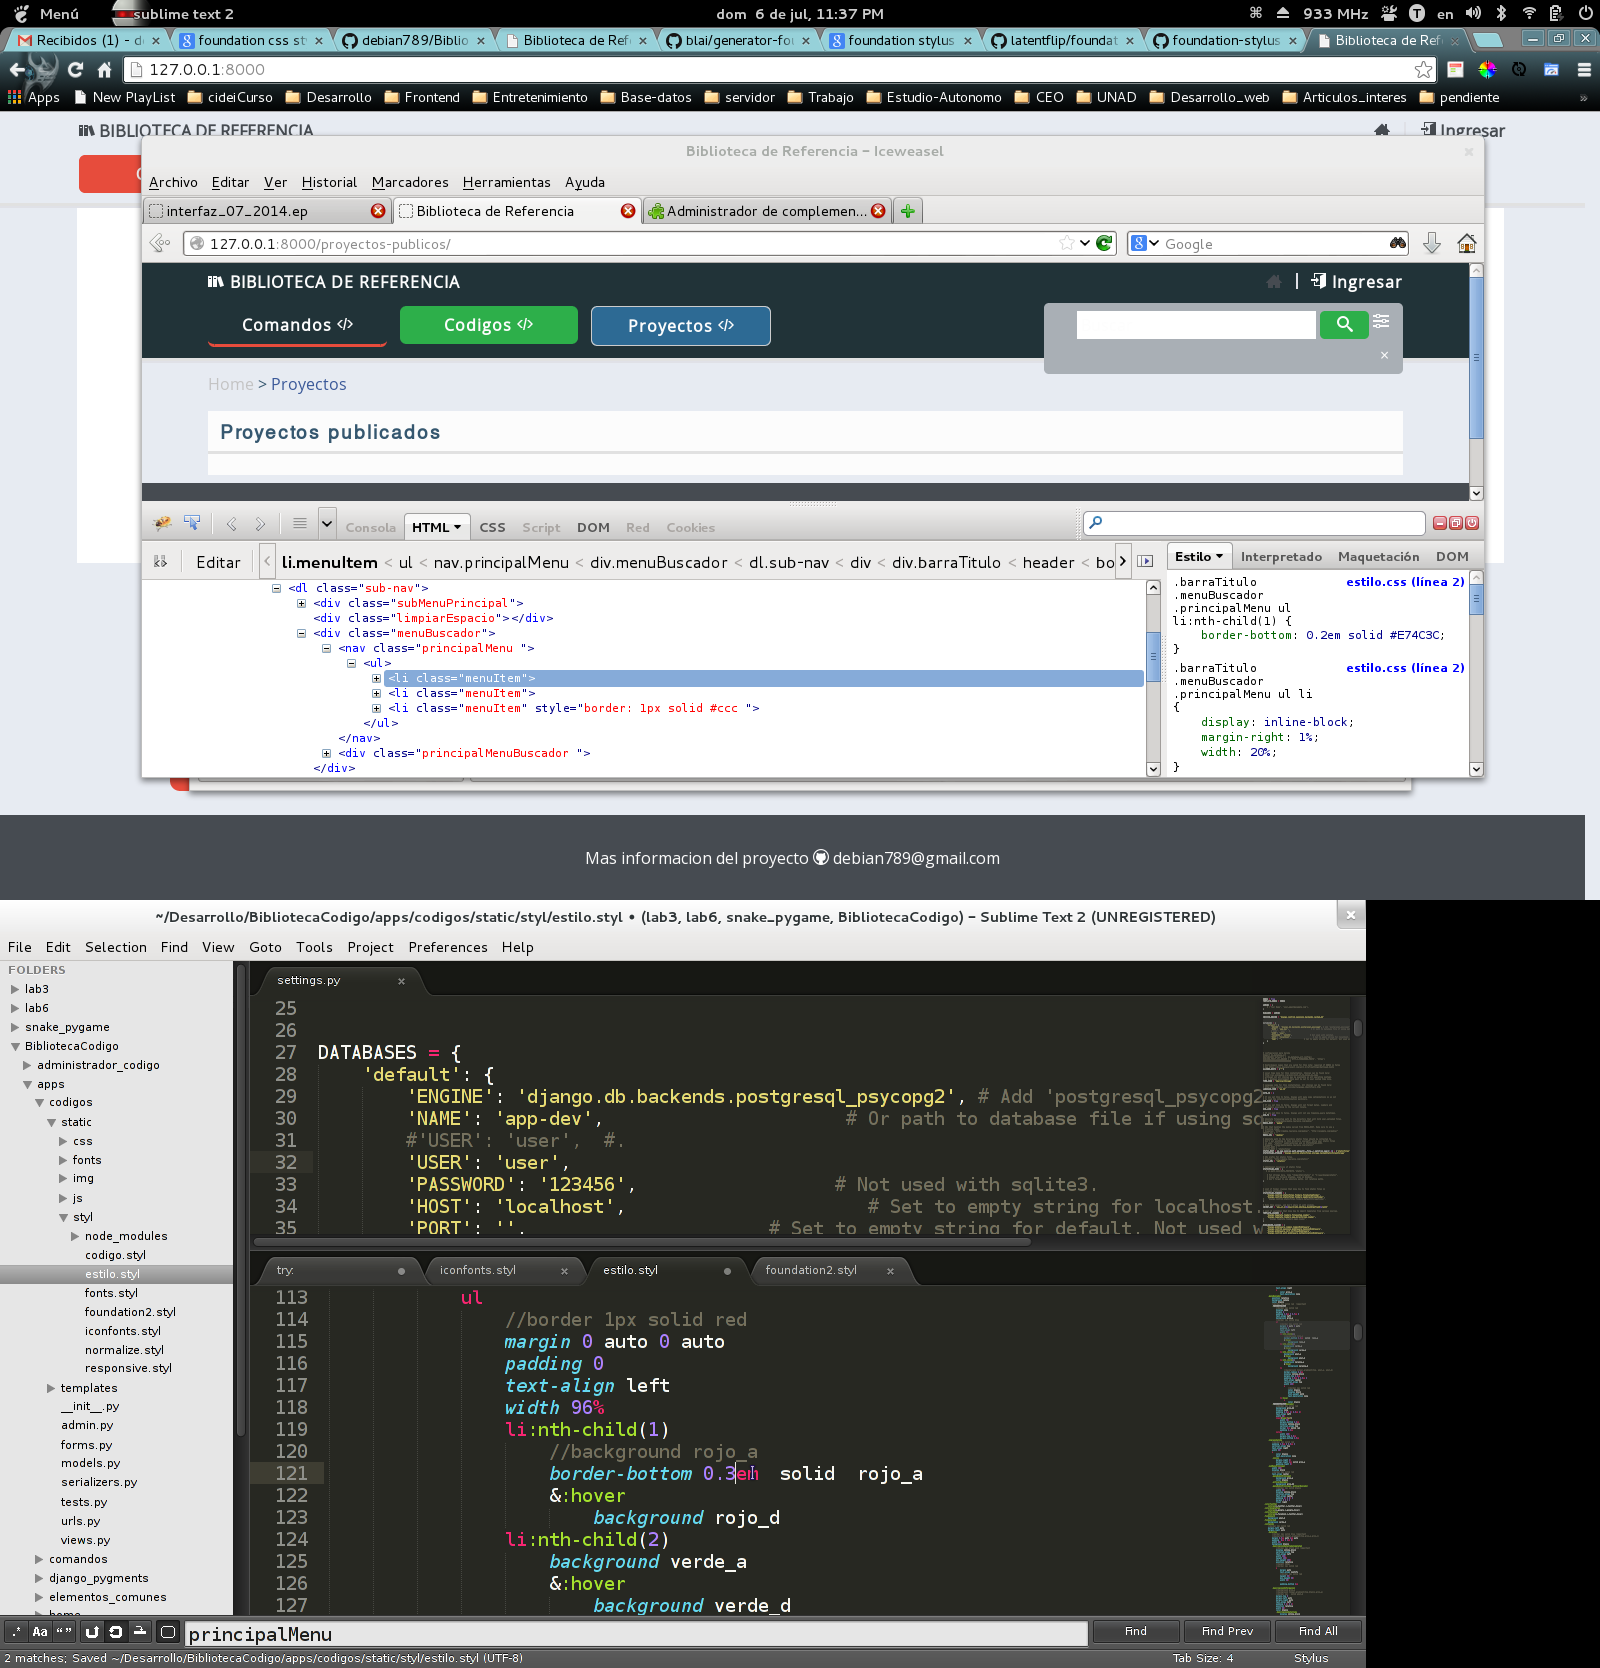 Menú sublime text 2 dom 6 de jul, 11:37 PM 933 MHz en
Recibidos (1) - d foundation css st debian789/Biblio Biblioteca de Ref blai/generator-fou foundation stylus latentflip/foundat foundation-stylus Biblioteca de Ref
127.0.0.1:8000
Apps New PlayList cideiCurso Desarrollo Frontend Entretenimiento Base-datos servidor Trabajo Estudio-Autonomo CEO UNAD Desarrollo_web Articulos_interes pendiente »
BIBLIOTECA DE REFERENCIA Ingresar
Biblioteca de Referencia - Iceweasel
Archivo Editar Ver Historial Marcadores Herramientas Ayuda
interfaz_07_2014.ep Biblioteca de Referencia Administrador de complemen...
127.0.0.1:8000/proyectos-publicos/ Google
BIBLIOTECA DE REFERENCIA | Ingresar
Comandos </> Codigos </> Proyectos </>
×
Home > Proyectos
Proyectos publicados
Consola HTML CSS Script DOM Red Cookies
Editar li.menuItem < ul < nav.principalMenu < div.menuBuscador < dl.sub-nav < div < div.barraTitulo < header < bo
Estilo Interpretado Maquetación DOM
<dl class="sub-nav">
<div class="subMenuPrincipal">
<div class="limpiarEspacio"></div>
<div class="menuBuscador">
<nav class="principalMenu ">
<ul>
<li class="menuItem">
<li class="menuItem">
<li class="menuItem" style="border: 1px solid #ccc ">
</ul>
</nav>
<div class="principalMenuBuscador ">
</div>
.barraTitulo estilo.css (línea 2)
.menuBuscador
.principalMenu ul
li:nth-child(1) {
border-bottom: 0.2em solid #E74C3C;
}
.barraTitulo estilo.css (línea 2)
.menuBuscador
.principalMenu ul li
{
display: inline-block;
margin-right: 1%;
width: 20%;
}
Mas informacion del proyecto debian789@gmail.com
~/Desarrollo/BibliotecaCodigo/apps/codigos/static/styl/estilo.styl • (lab3, lab6, snake_pygame, BibliotecaCodigo) - Sublime Text 2 (UNREGISTERED)
File Edit Selection Find View Goto Tools Project Preferences Help
FOLDERS
lab3
lab6
snake_pygame
BibliotecaCodigo
administrador_codigo
apps
codigos
static
css
fonts
img
js
styl
node_modules
codigo.styl
estilo.styl
fonts.styl
foundation2.styl
iconfonts.styl
normalize.styl
responsive.styl
templates
__init__.py
admin.py
forms.py
models.py
serializers.py
tests.py
urls.py
views.py
comandos
django_pygments
elementos_comunes
home
settings.py
25
26
27 DATABASES = {
28 'default': {
29 'ENGINE': 'django.db.backends.postgresql_psycopg2', # Add 'postgresql_psycopg2
30 'NAME': 'app-dev', # Or path to database file if using sq
31 #'USER': 'user', #.
32 'USER': 'user',
33 'PASSWORD': '123456', # Not used with sqlite3.
34 'HOST': 'localhost', # Set to empty string for localhost.
35 'PORT': '', # Set to empty string for default. Not used w
try: iconfonts.styl estilo.styl foundation2.styl
113 ul
114 //border 1px solid red
115 margin 0 auto 0 auto
116 padding 0
117 text-align left
118 width 96%
119 li:nth-child(1)
120 //background rojo_a
121 border-bottom 0.3em solid rojo_a
122 &:hover
123 background rojo_d
124 li:nth-child(2)
125 background verde_a
126 &:hover
127 background verde_d
.* Aa “” principalMenu Find Find Prev Find All
2 matches; Saved ~/Desarrollo/BibliotecaCodigo/apps/codigos/static/styl/estilo.styl (UTF-8) Tab Size: 4 Stylus